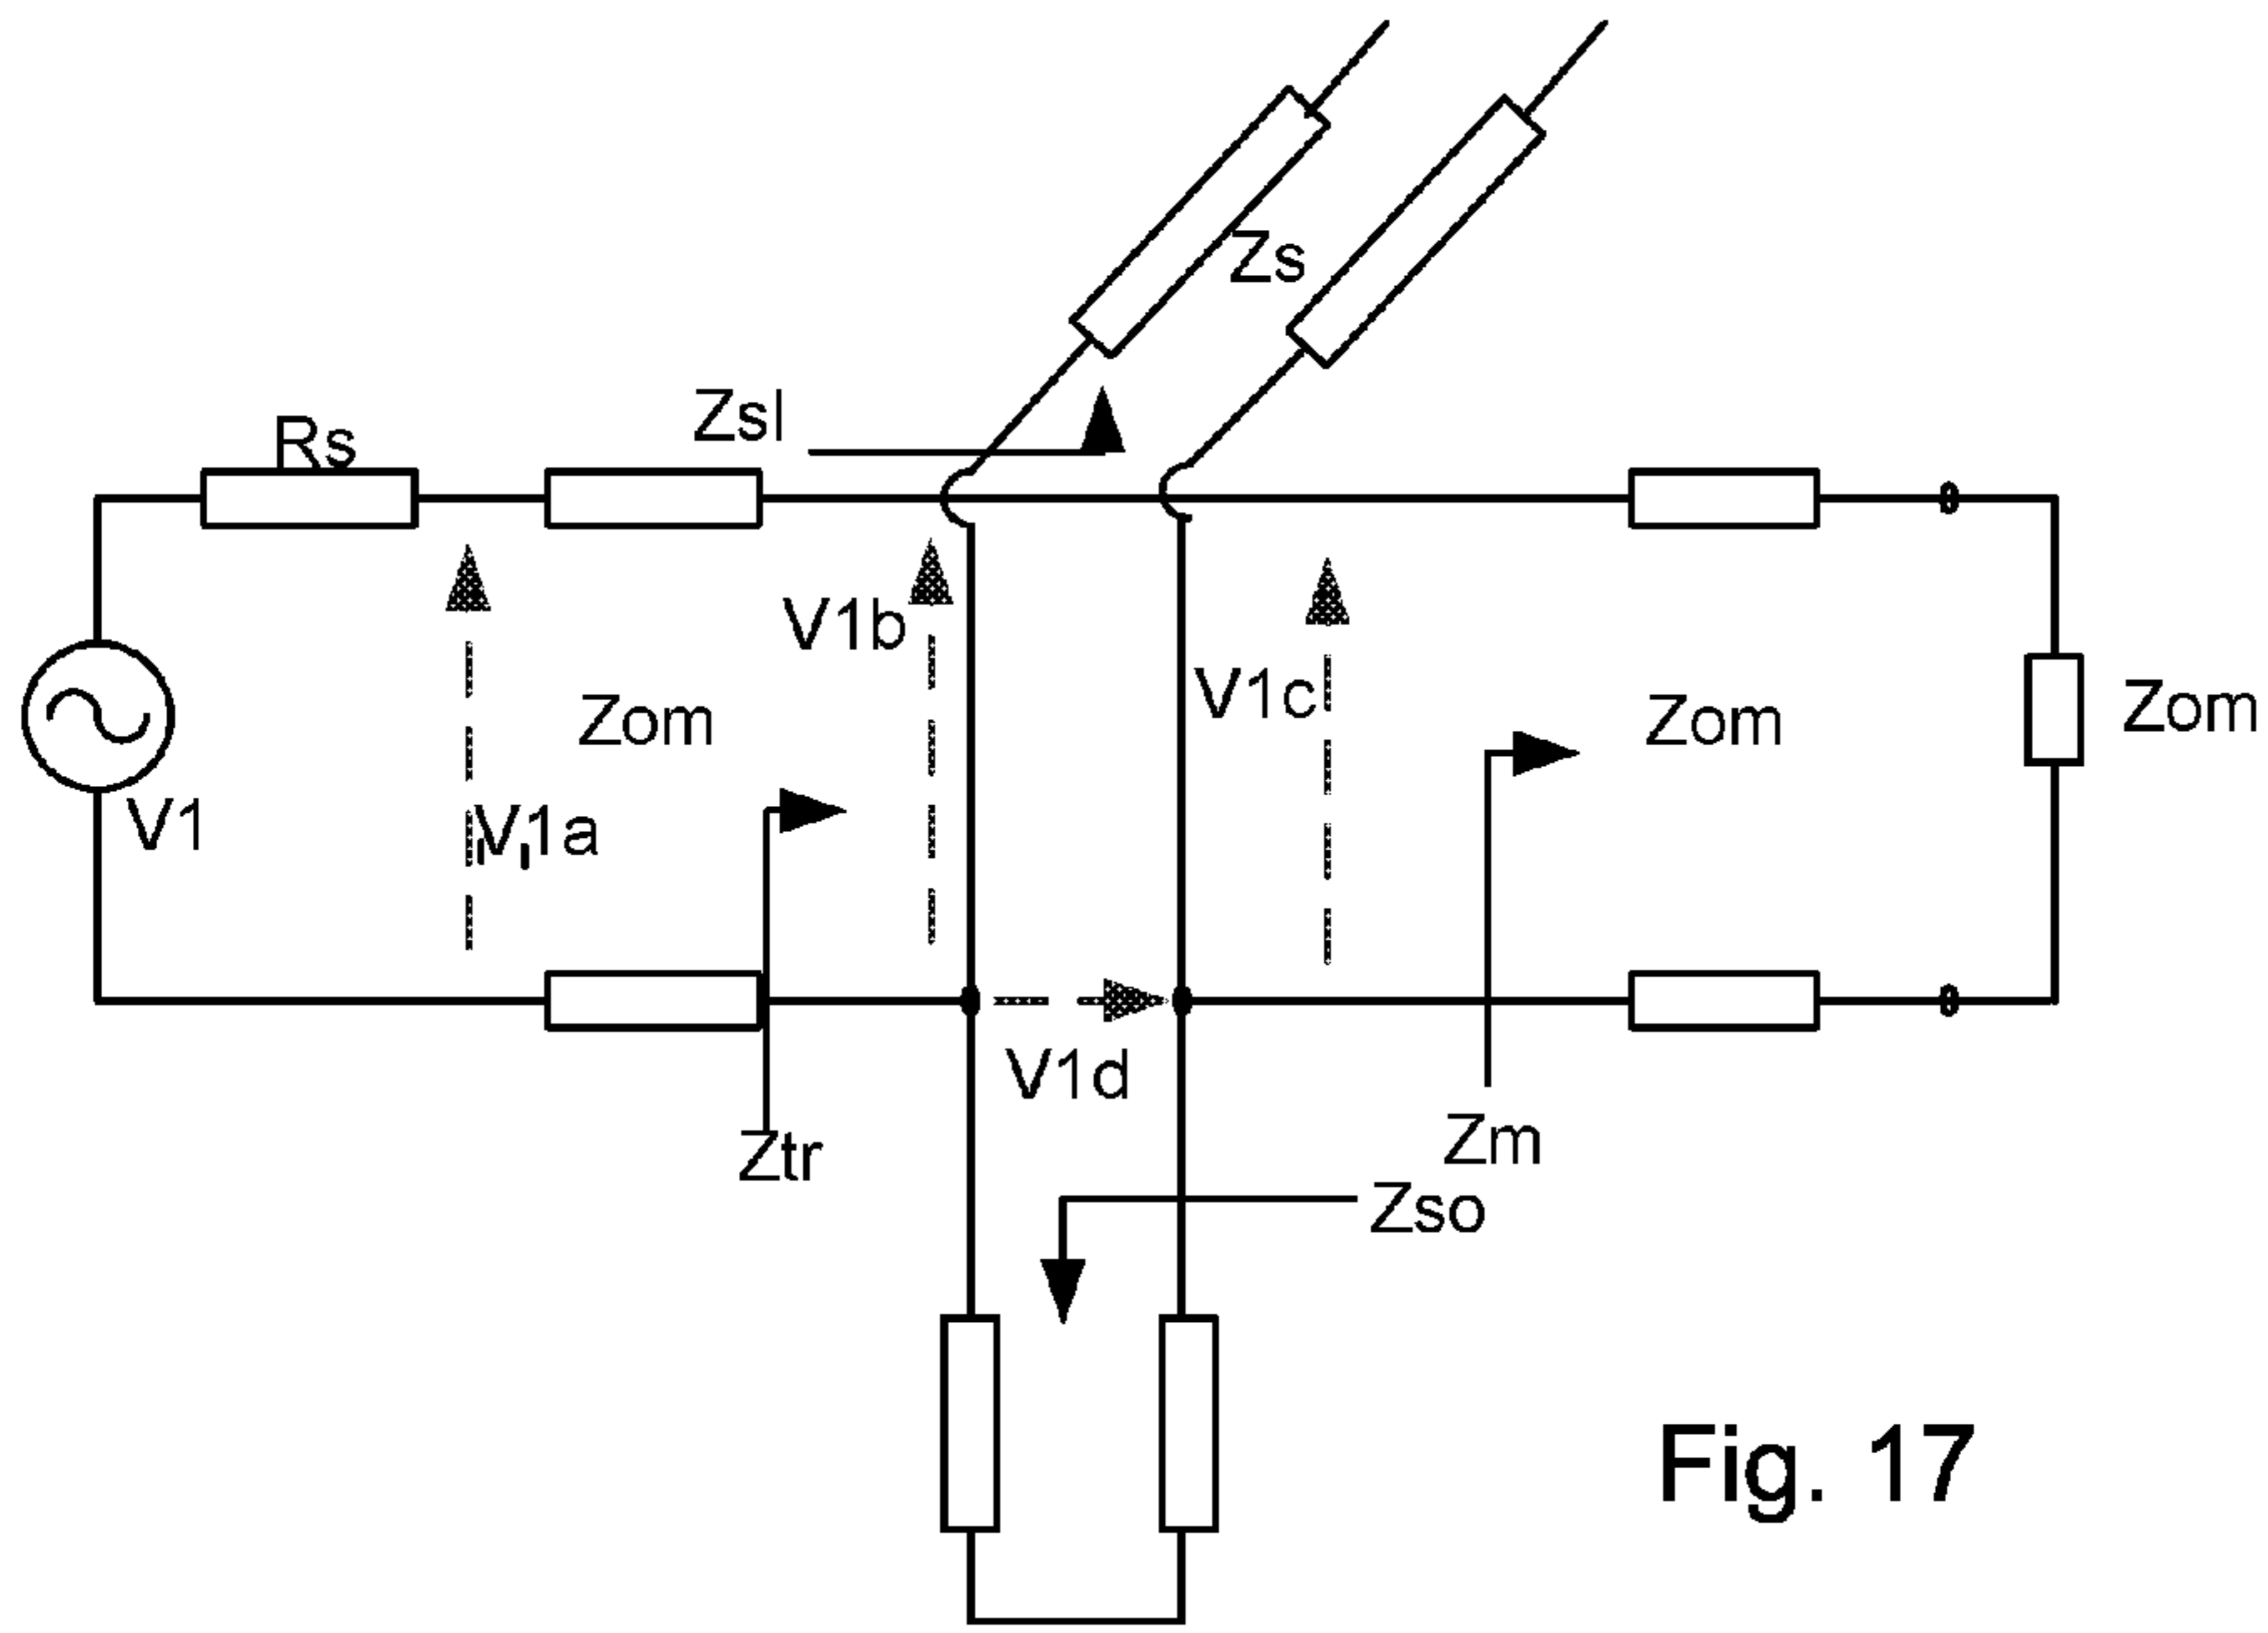 Zs
Zsl
Rs
V1b
V1c
Zom
Zom
Zom
V1
V1a
V1d
Ztr
Zm
Zso
Fig. 17